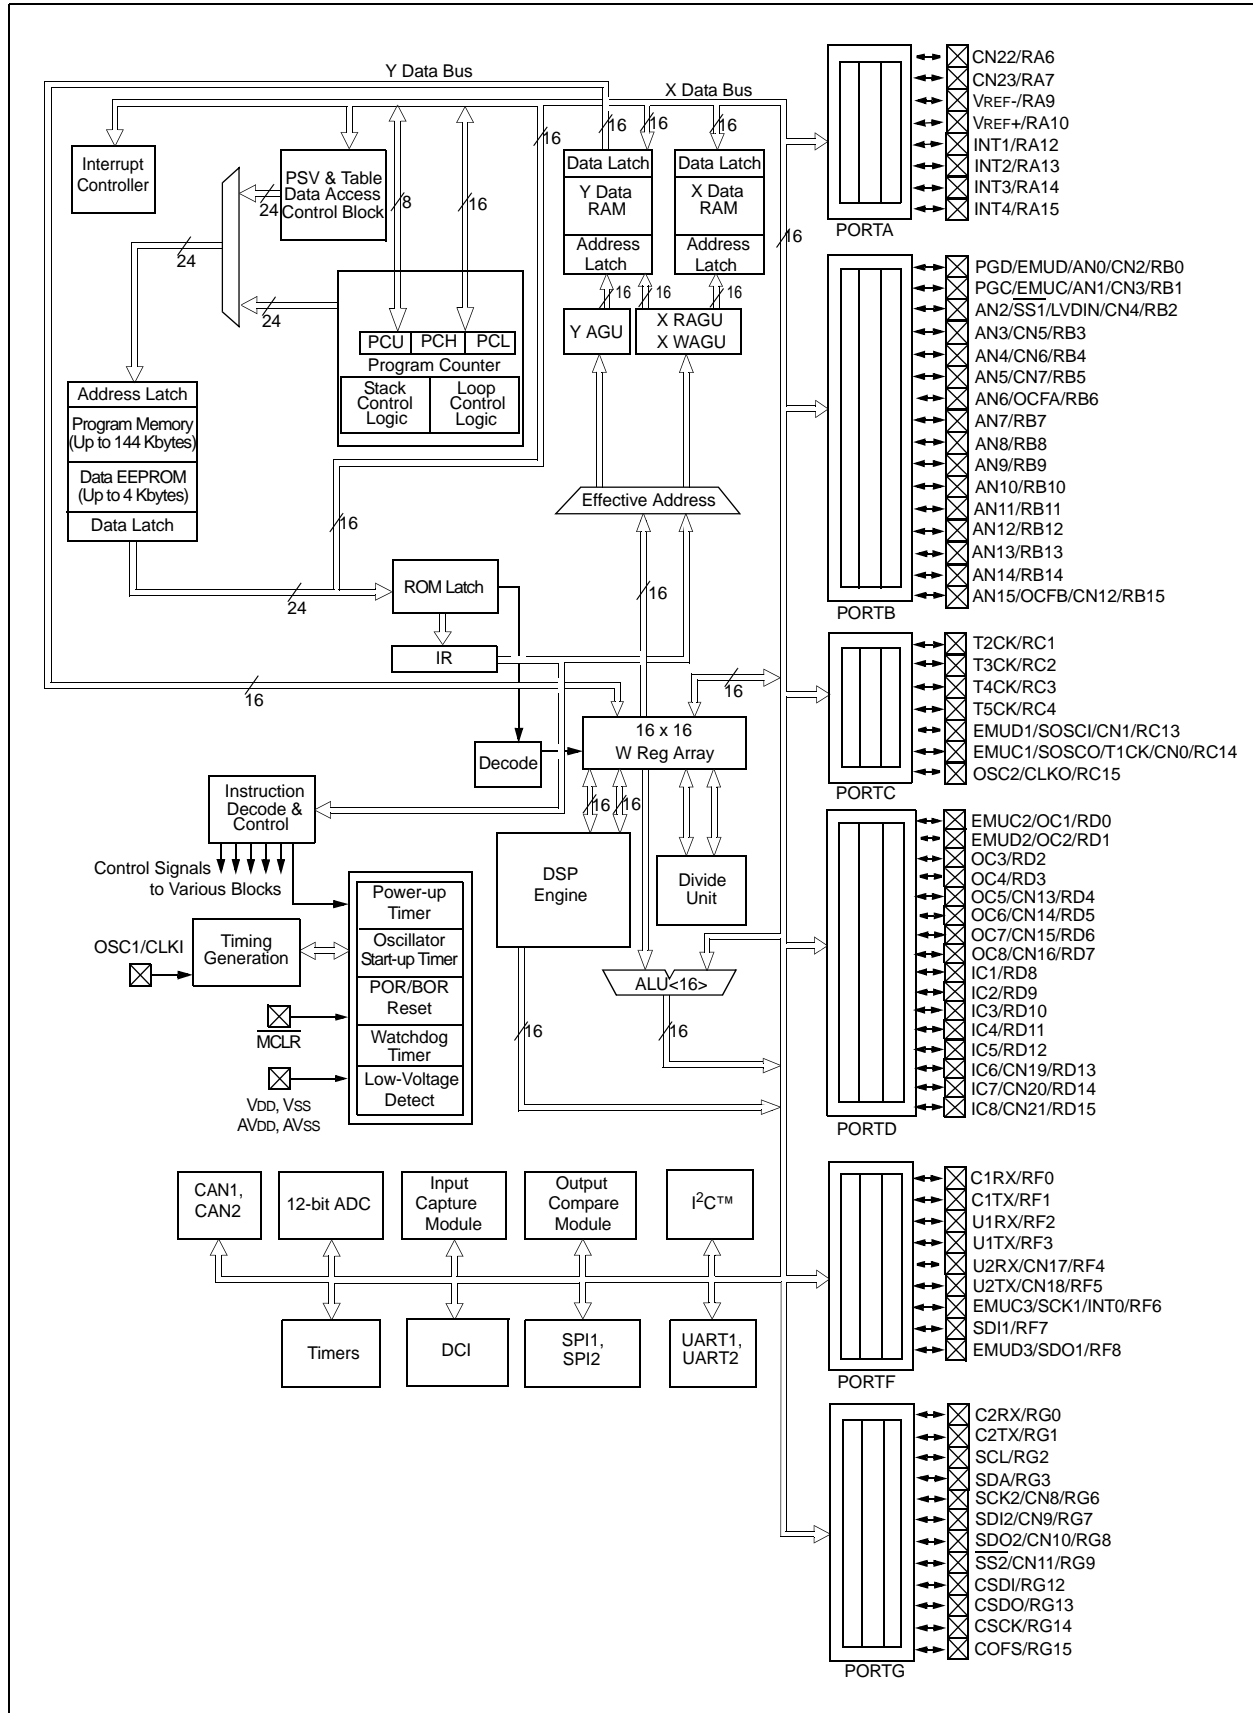 Y Data Bus
X Data Bus
Interrupt
Controller
PSV & Table
Data Access
Control Block
24
24
24
8
16
16
16
16
16
16
Data Latch
Y Data
RAM
Address
Latch
Data Latch
X Data
RAM
Address
Latch
16
16
16
Y AGU
X RAGU
X WAGU
PCU
PCH
PCL
Program Counter
Stack
Control
Logic
Loop
Control
Logic
Address Latch
Program Memory
(Up to 144 Kbytes)
Data EEPROM
(Up to 4 Kbytes)
Data Latch
16
24
Effective Address
ROM Latch
IR
16
16
16
16 x 16
W Reg Array
Decode
Instruction
Decode &
Control
Control Signals
to Various Blocks
16
16
DSP
Engine
Divide
Unit
Power-up
Timer
Oscillator
Start-up Timer
POR/BOR
Reset
Watchdog
Timer
Low-Voltage
Detect
OSC1/CLKI
Timing
Generation
MCLR
VDD, VSS
AVDD, AVSS
ALU<16>
16
16
CAN1,
CAN2
12-bit ADC
Input
Capture
Module
Output
Compare
Module
I²C™
Timers
DCI
SPI1,
SPI2
UART1,
UART2
CN22/RA6
CN23/RA7
VREF-/RA9
VREF+/RA10
INT1/RA12
INT2/RA13
INT3/RA14
INT4/RA15
PORTA
PGD/EMUD/AN0/CN2/RB0
PGC/EMUC/AN1/CN3/RB1
AN2/SS1/LVDIN/CN4/RB2
AN3/CN5/RB3
AN4/CN6/RB4
AN5/CN7/RB5
AN6/OCFA/RB6
AN7/RB7
AN8/RB8
AN9/RB9
AN10/RB10
AN11/RB11
AN12/RB12
AN13/RB13
AN14/RB14
AN15/OCFB/CN12/RB15
PORTB
T2CK/RC1
T3CK/RC2
T4CK/RC3
T5CK/RC4
EMUD1/SOSCI/CN1/RC13
EMUC1/SOSCO/T1CK/CN0/RC14
OSC2/CLKO/RC15
PORTC
EMUC2/OC1/RD0
EMUD2/OC2/RD1
OC3/RD2
OC4/RD3
OC5/CN13/RD4
OC6/CN14/RD5
OC7/CN15/RD6
OC8/CN16/RD7
IC1/RD8
IC2/RD9
IC3/RD10
IC4/RD11
IC5/RD12
IC6/CN19/RD13
IC7/CN20/RD14
IC8/CN21/RD15
PORTD
C1RX/RF0
C1TX/RF1
U1RX/RF2
U1TX/RF3
U2RX/CN17/RF4
U2TX/CN18/RF5
EMUC3/SCK1/INT0/RF6
SDI1/RF7
EMUD3/SDO1/RF8
PORTF
C2RX/RG0
C2TX/RG1
SCL/RG2
SDA/RG3
SCK2/CN8/RG6
SDI2/CN9/RG7
SDO2/CN10/RG8
SS2/CN11/RG9
CSDI/RG12
CSDO/RG13
CSCK/RG14
COFS/RG15
PORTG